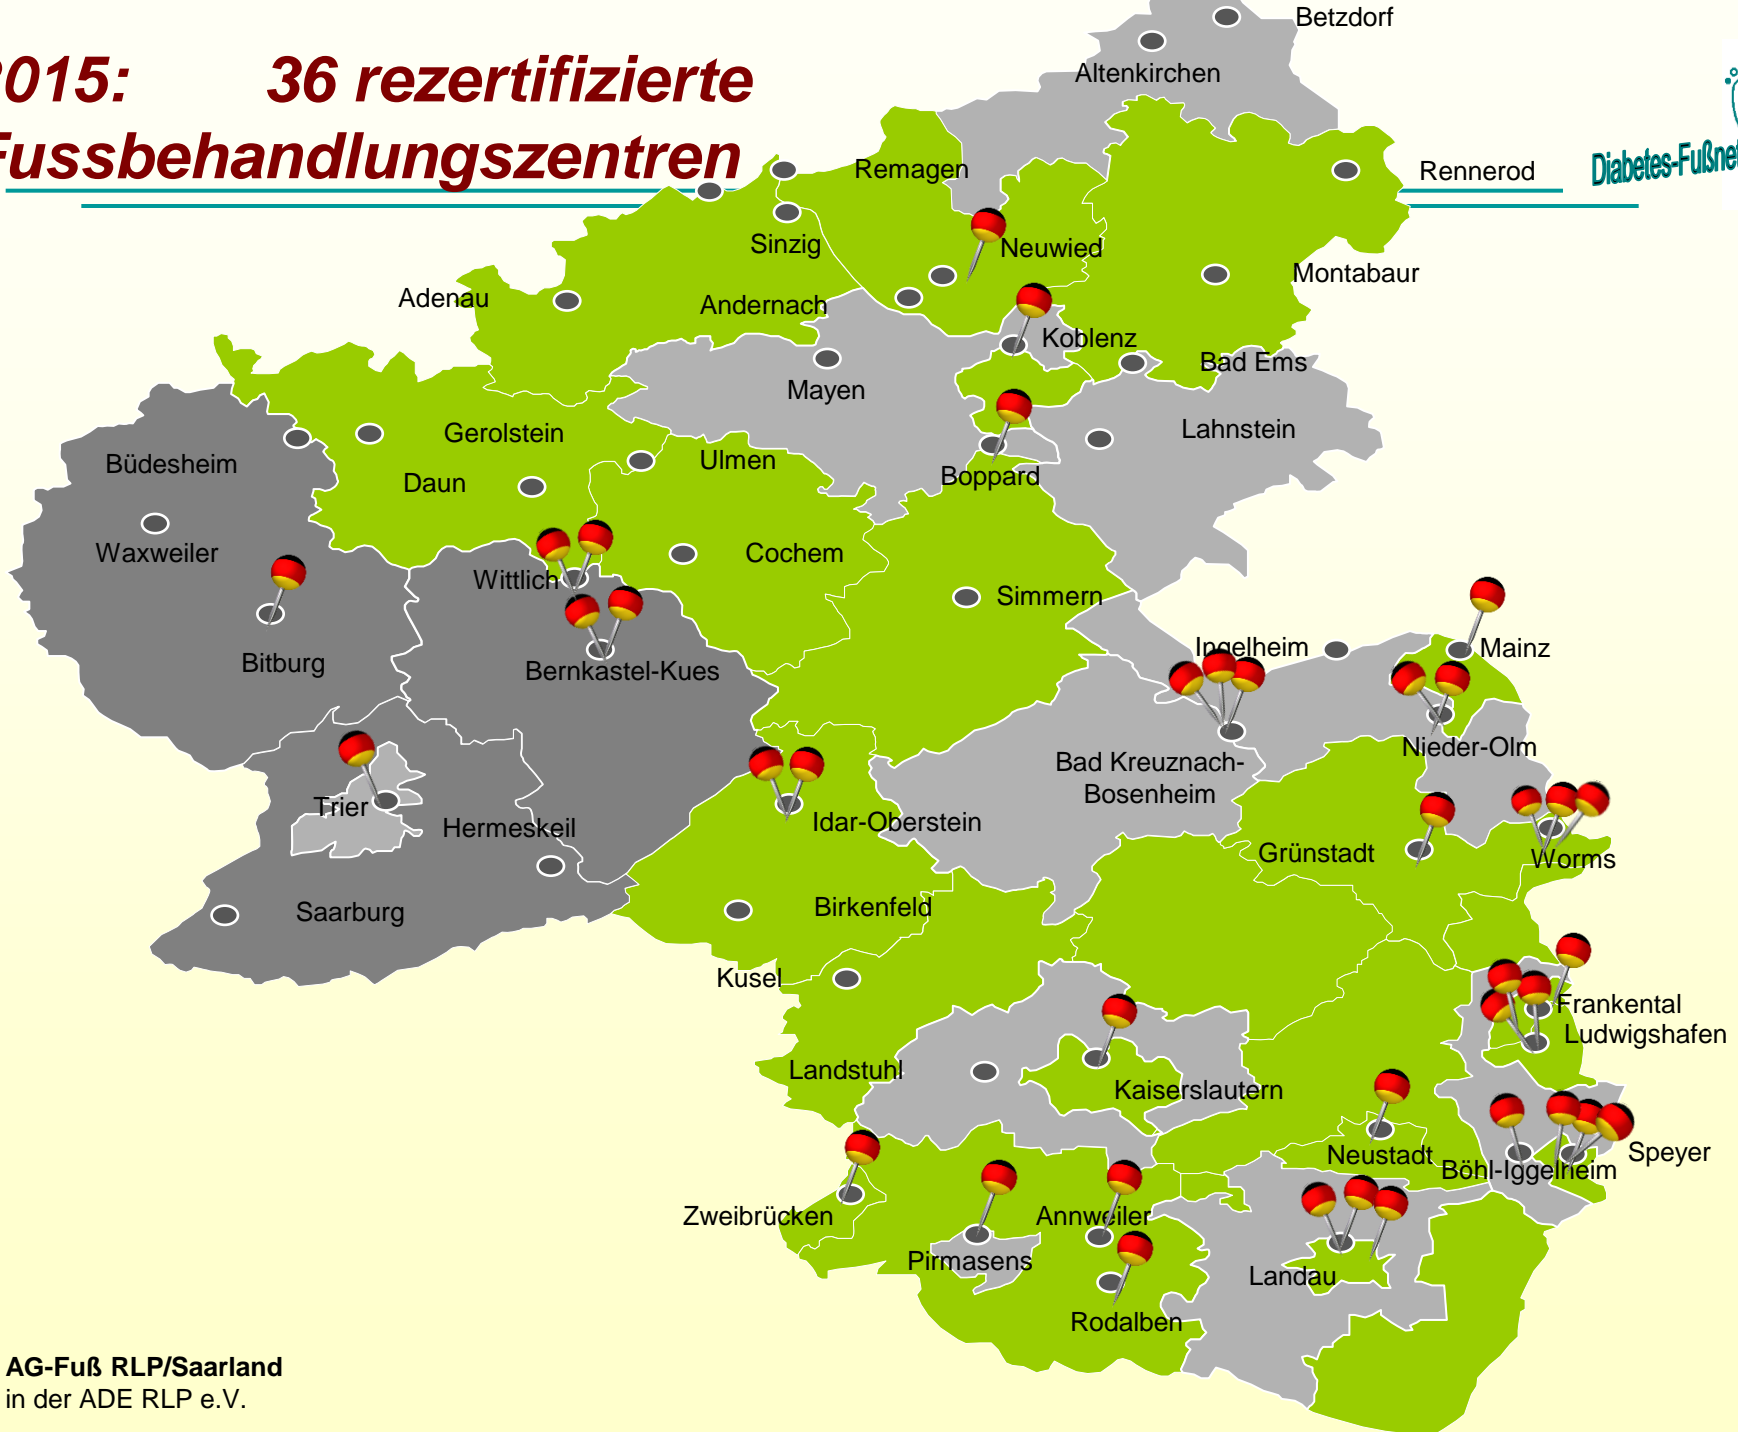 2015: 36 rezertifizierte
Fussbehandlungszentren
Betzdorf
Altenkirchen
Remagen
Rennerod
Diabetes-Fußnet
Sinzig
Neuwied
Montabaur
Adenau
Andernach
Koblenz
Bad Ems
Mayen
Lahnstein
Gerolstein
Büdesheim
Ulmen
Daun
Boppard
Waxweiler
Cochem
Wittlich
Simmern
Ingelheim
Mainz
Bitburg
Bernkastel-Kues
Nieder-Olm
Bad Kreuznach-
Bosenheim
Trier
Idar-Oberstein
Hermeskeil
Grünstadt
Worms
Saarburg
Birkenfeld
Kusel
Frankental
Ludwigshafen
Landstuhl
Kaiserslautern
Neustadt
Speyer
Böhl-Iggelheim
Zweibrücken
Annweiler
Pirmasens
Landau
Rodalben
AG-Fuß RLP/Saarland
in der ADE RLP e.V.